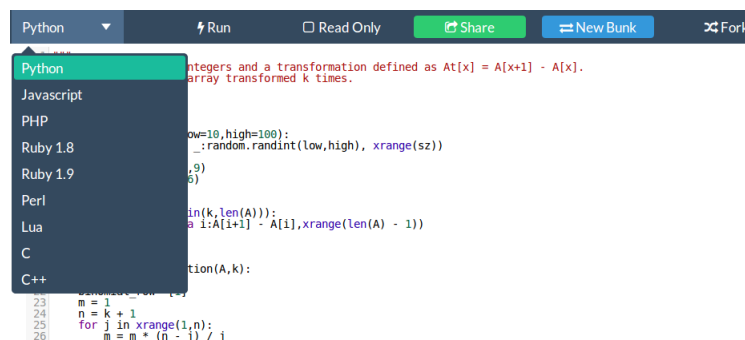 Python Run Read Only Share New Bunk Fork
Python
ntegers and a transformation defined as At[x] = A[x+1] - A[x].
Javascript
array transformed k times.
PHP
ow=10,high=100):
Ruby 1.8
_:random.randint(low,high), xrange(sz))
Ruby 1.9
,9)
6)
Perl
in(k,len(A))):
Lua
a i:A[i+1] - A[i],xrange(len(A) - 1))
C
tion(A,k):
C++
23 m = 1
24 n = k + 1
25 for j in xrange(1,n):
26 m = m * (n - j) / j